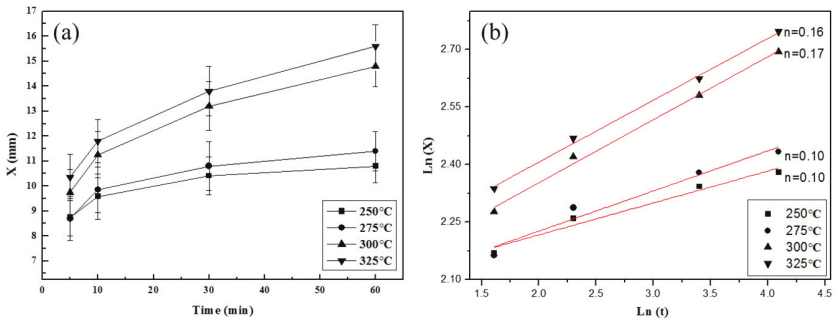 (a)
X (mm)
17
16
15
14
13
12
11
10
9
8
7
0
10
20
30
40
50
60
Time (min)
250°C
275°C
300°C
325°C
(b)
Ln (X)
2.70
2.55
2.40
2.25
2.10
1.5
2.0
2.5
3.0
3.5
4.0
4.5
Ln (t)
n=0.16
n=0.17
n=0.10
n=0.10
250°C
275°C
300°C
325°C